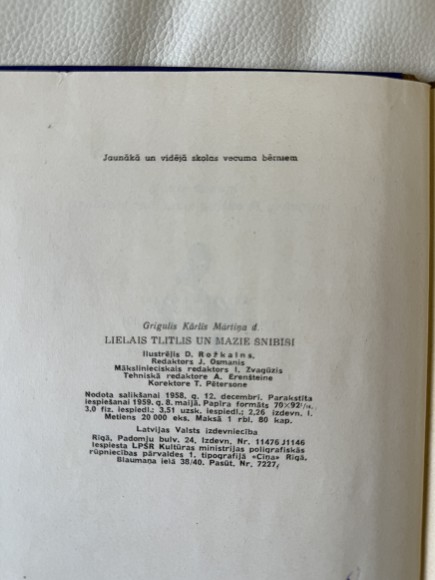 Jaunākā un vidējā skolas vecuma bērniem
Grigulis Kārlis Mārtiņa d.
LIELAIS TLITLIS UN MAZIE ŠNIBIŠI
Ilustrējis D. Rožkalns,
Redaktors J. Osmanis
Mākslinieciskais redaktors I. Zvagūzis
Tehniskā redaktore A. Erenšteine
Korektore T. Pētersone
Nodota salikšanai 1958. g. 12. decembrī. Parakstīta
iespiešanai 1959. g. 8. maijā. Papīra formāts 70×92¹/₁₆.
3,0 fiz. iespiedl.; 3,51 uzsk. iespiedl.; 2,26 izdevn. l.
Metiens 20 000 eks. Maksā 1 rbl. 80 kap.
Latvijas Valsts izdevniecība
Rīgā, Padomju bulv. 24. Izdevn. Nr. 11476 J1146
Iespiesta LPSR Kultūras ministrijas poligrafiskās
rūpniecības pārvaldes 1. tipogrāfijā «Cīņa» Rīgā,
Blaumaņa ielā 38/40. Pasūt. Nr. 7227.